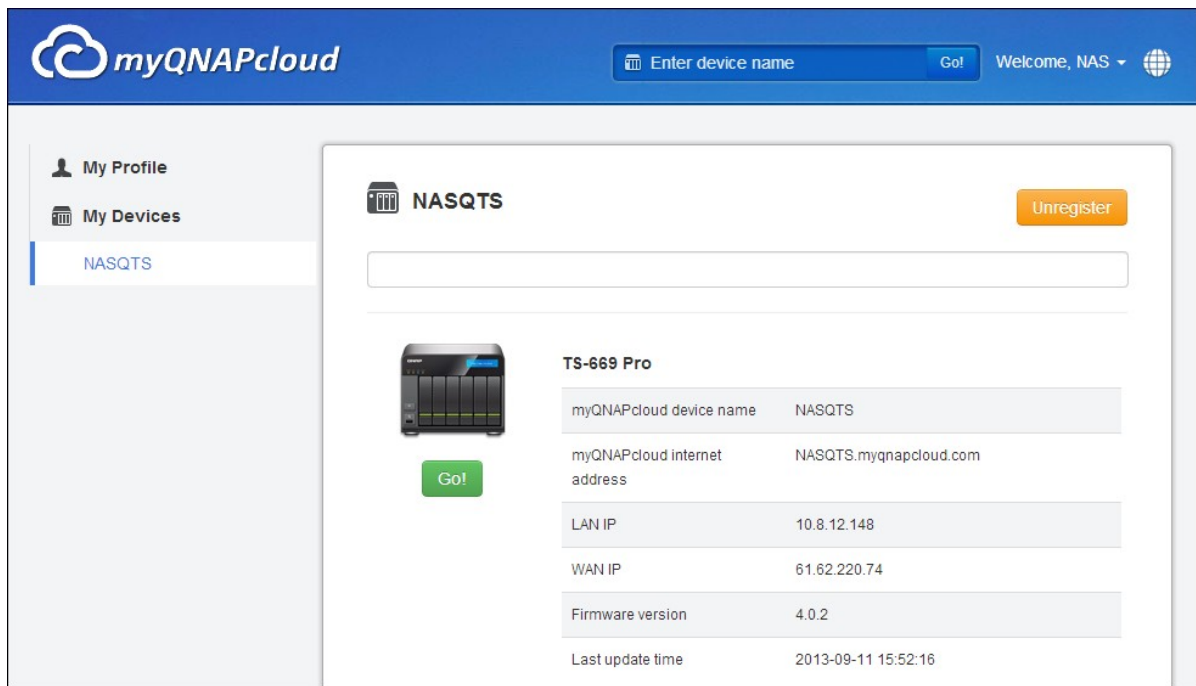 myQNAPcloud
Enter device name
Go!
Welcome, NAS
My Profile
My Devices
NASQTS
NASQTS
Unregister
Go!
TS-669 Pro
myQNAPcloud device name NASQTS
myQNAPcloud internet NASQTS.myqnapcloud.com
address
LAN IP 10.8.12.148
WAN IP 61.62.220.74
Firmware version 4.0.2
Last update time 2013-09-11 15:52:16